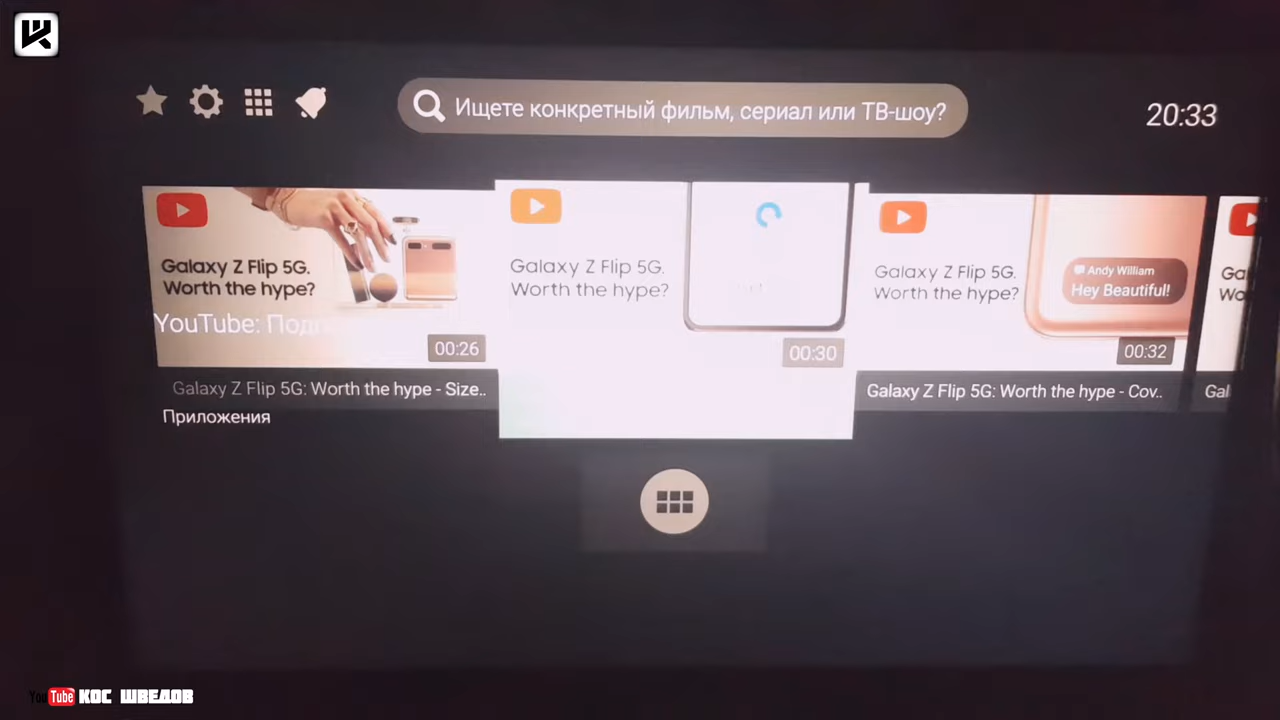 Ищете конкретный фильм, сериал или ТВ-шоу?
20:33
Galaxy Z Flip 5G.
Worth the hype?
YouTube:
00:26
Galaxy Z Flip 5G: Worth the hype - Size..
Galaxy Z Flip 5G.
Worth the hype?
00:30
Galaxy Z Flip 5G.
Worth the hype?
Andy William
Hey Beautiful!
00:32
Galaxy Z Flip 5G: Worth the hype - Cov..
Приложения
YouTube КОС ШВЕДОВ